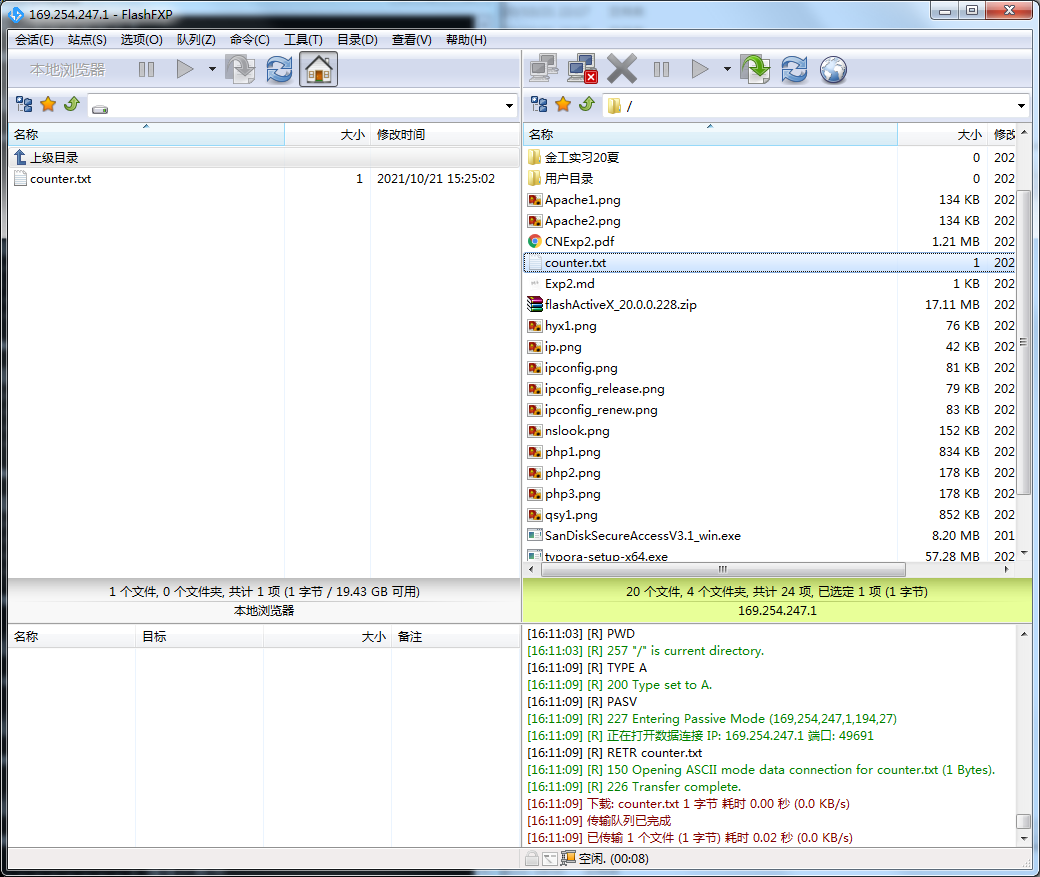 169.254.247.1 - FlashFXP
会话(E) 站点(S) 选项(O) 队列(Z) 命令(C) 工具(T) 目录(D) 查看(V) 帮助(H)
本地浏览器
/
名称 大小 修改时间
上级目录
counter.txt 1 2021/10/21 15:25:02
1 个文件, 0 个文件夹, 共计 1 项 (1 字节 / 19.43 GB 可用)
本地浏览器
名称 大小 修改
金工实习20夏 0 202
用户目录 0 202
Apache1.png 134 KB 202
Apache2.png 134 KB 202
CNExp2.pdf 1.21 MB 202
counter.txt 1 202
Exp2.md 1 KB 202
flashActiveX_20.0.0.228.zip 17.11 MB 202
hyx1.png 76 KB 202
ip.png 42 KB 202
ipconfig.png 81 KB 202
ipconfig_release.png 79 KB 202
ipconfig_renew.png 83 KB 202
nslook.png 152 KB 202
php1.png 834 KB 202
php2.png 178 KB 202
php3.png 178 KB 202
qsy1.png 852 KB 202
SanDiskSecureAccessV3.1_win.exe 8.20 MB 201
typora-setup-x64.exe 57.28 MB 202
20 个文件, 4 个文件夹, 共计 24 项, 已选定 1 项 (1 字节)
169.254.247.1
名称 目标 大小 备注
[16:11:03] [R] PWD
[16:11:03] [R] 257 "/" is current directory.
[16:11:09] [R] TYPE A
[16:11:09] [R] 200 Type set to A.
[16:11:09] [R] PASV
[16:11:09] [R] 227 Entering Passive Mode (169,254,247,1,194,27)
[16:11:09] [R] 正在打开数据连接 IP: 169.254.247.1 端口: 49691
[16:11:09] [R] RETR counter.txt
[16:11:09] [R] 150 Opening ASCII mode data connection for counter.txt (1 Bytes).
[16:11:09] [R] 226 Transfer complete.
[16:11:09] 下载: counter.txt 1 字节 耗时 0.00 秒 (0.0 KB/s)
[16:11:09] 传输队列已完成
[16:11:09] 已传输 1 个文件 (1 字节) 耗时 0.02 秒 (0.0 KB/s)
空闲. (00:08)